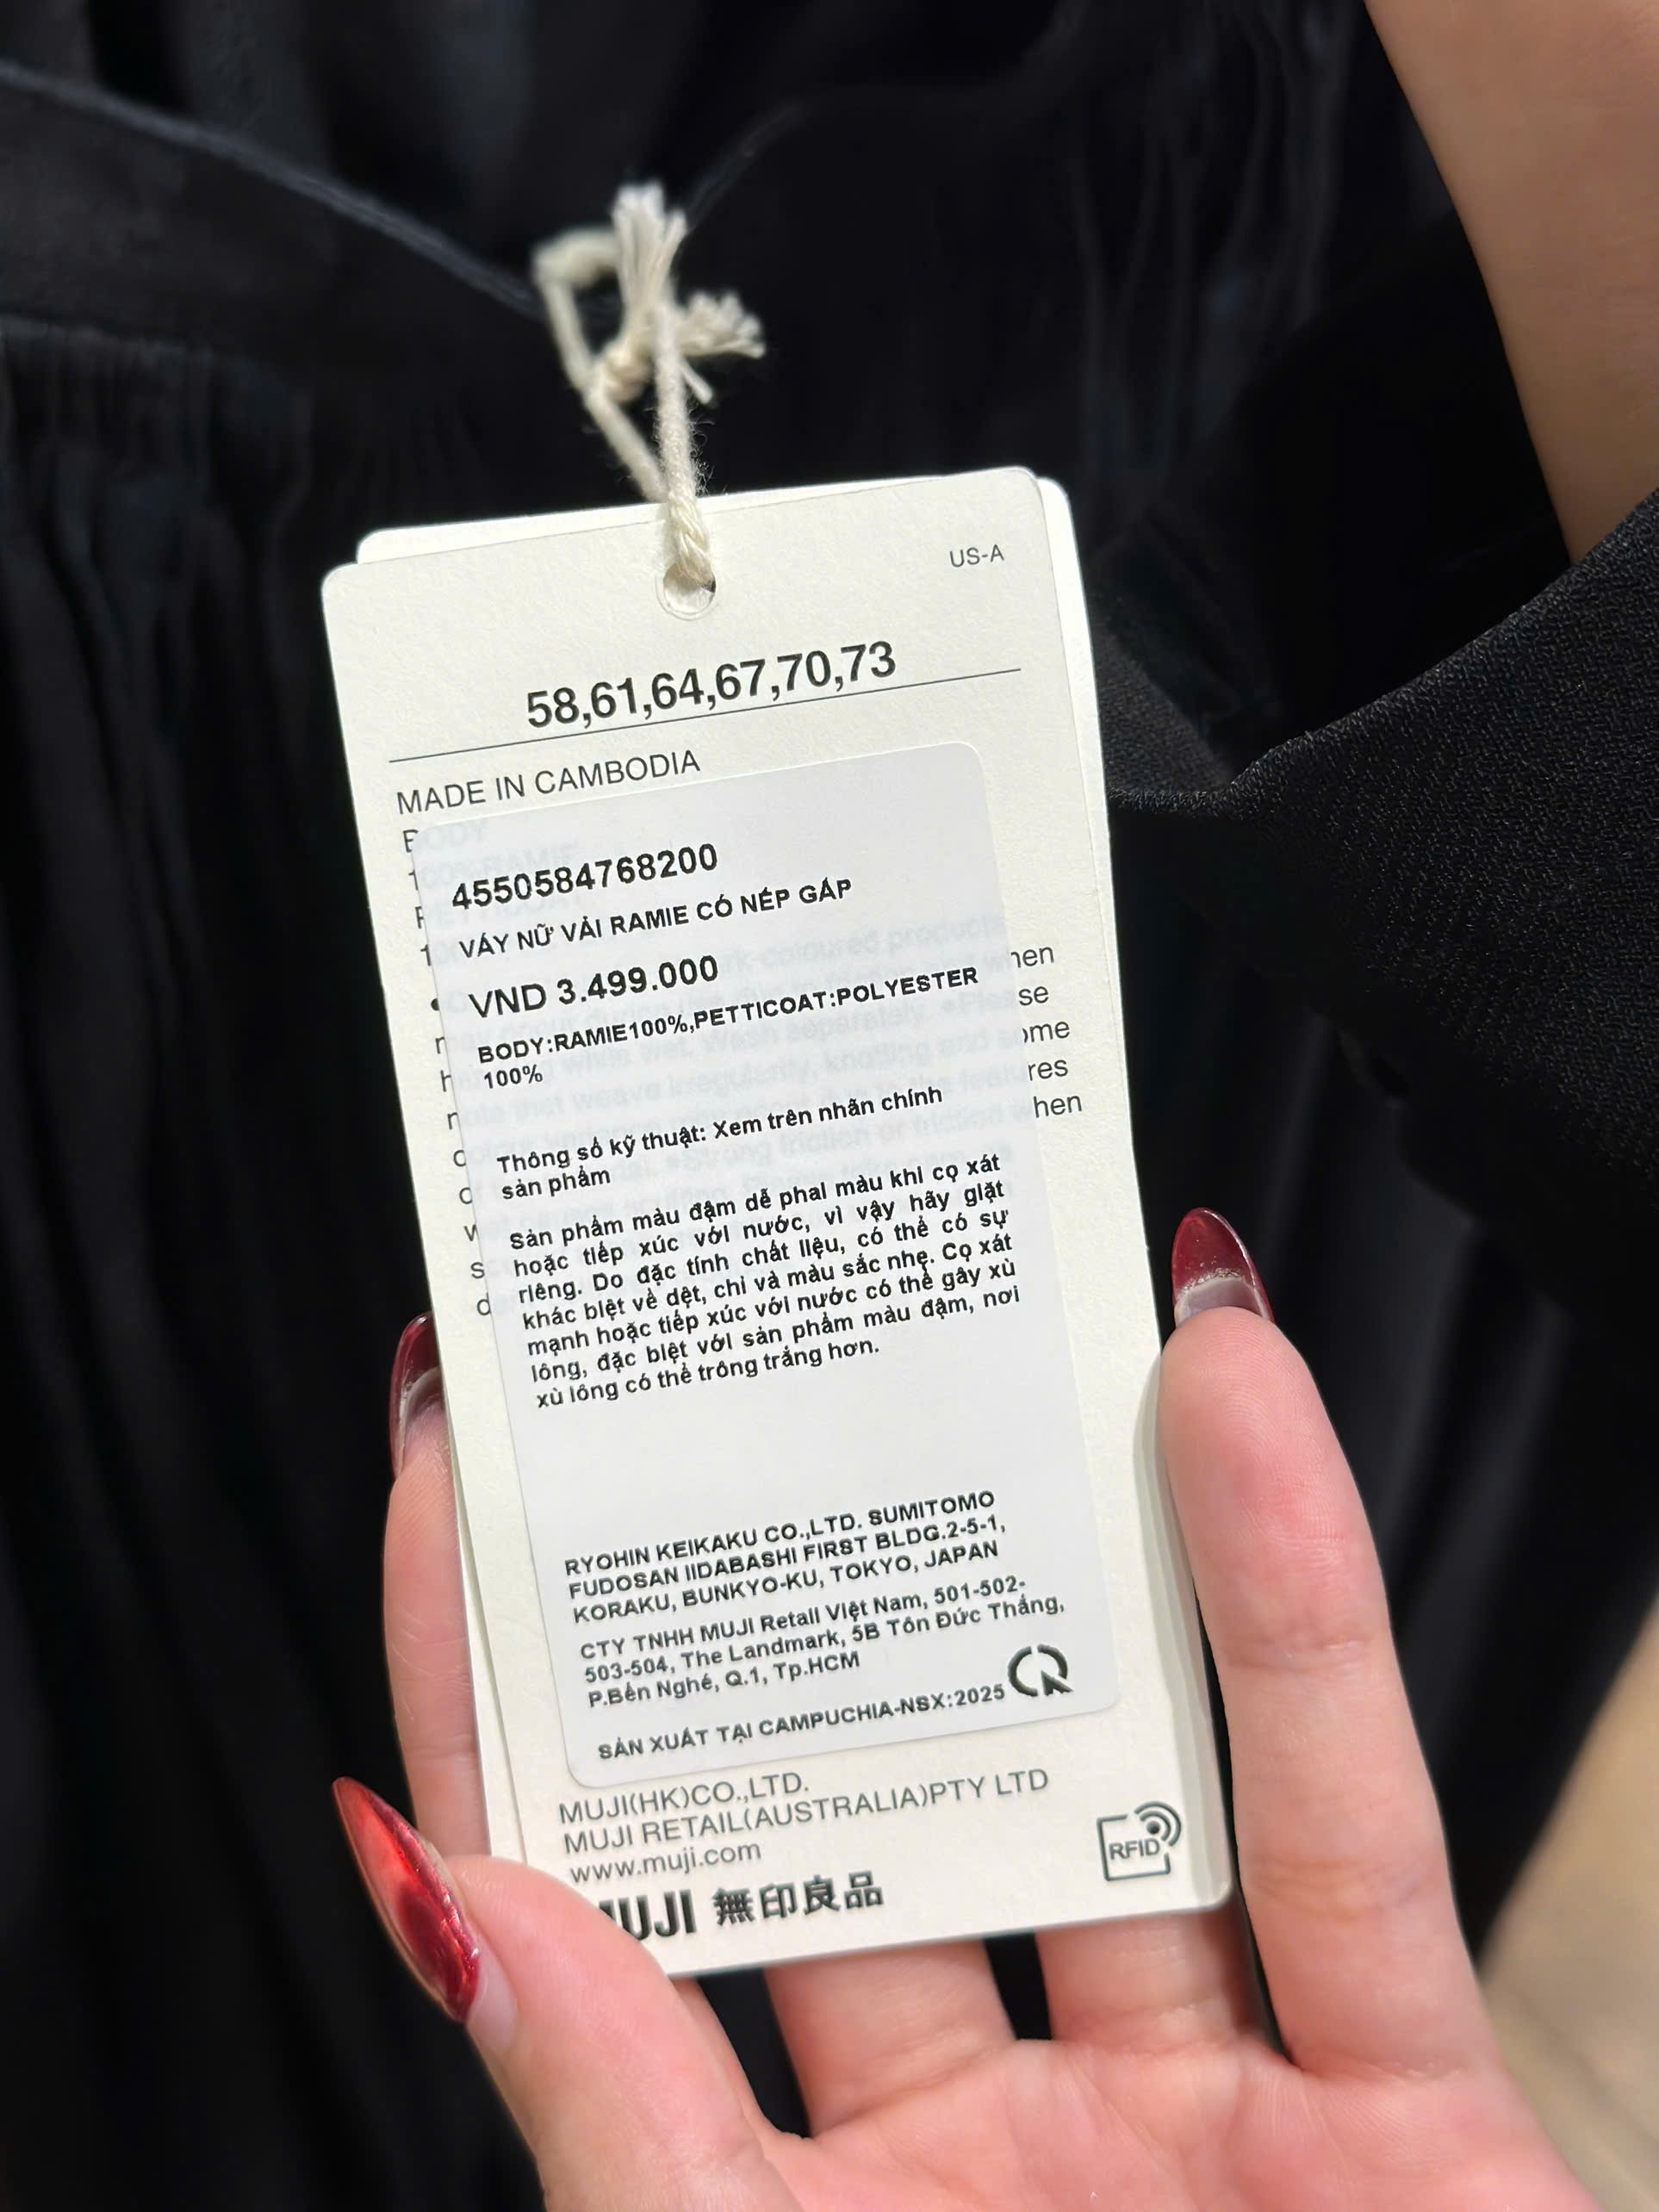 US-A
58,61,64,67,70,73
MADE IN CAMBODIA
4550584768200
VÁY NỮ VẢI RAMIE CÓ NẾP GẤP
VND 3.499.000
BODY:RAMIE100%,PETTICOAT:POLYESTER
100%
Thông số kỹ thuật: Xem trên nhãn chính
sản phẩm
Sản phẩm màu đậm dễ phai màu khi cọ xát
hoặc tiếp xúc với nước, vì vậy hãy giặt
riêng. Do đặc tính chất liệu, có thể có sự
khác biệt về dệt, chỉ và màu sắc nhẹ. Cọ xát
mạnh hoặc tiếp xúc với nước có thể gây xù
lông, đặc biệt với sản phẩm màu đậm, nơi
xù lông có thể trông trắng hơn.
RYOHIN KEIKAKU CO.,LTD. SUMITOMO
FUDOSAN IIDABASHI FIRST BLDG.2-5-1,
KORAKU, BUNKYO-KU, TOKYO, JAPAN
CTY TNHH MUJI Retail Việt Nam, 501-502-
503-504, The Landmark, 5B Tôn Đức Thắng,
P.Bến Nghé, Q.1, Tp.HCM
SẢN XUẤT TẠI CAMPUCHIA-NSX:2025
MUJI(HK)CO.,LTD.
MUJI RETAIL(AUSTRALIA)PTY LTD
www.muji.com
MUJI 無印良品
RFID